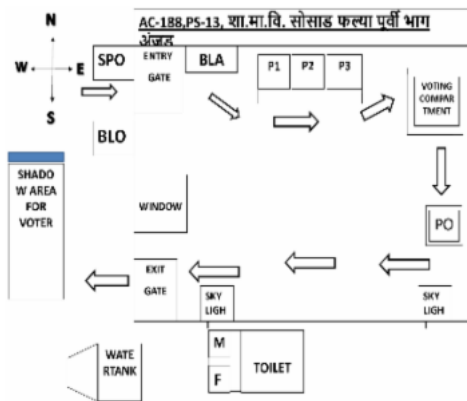 AC-188,PS-13, शा.मा.वि. सोसाड फल्या पूर्वी भाग
अंजड
N
W
E
S
SPO
ENTRY
GATE
BLA
P1
P2
P3
VOTING
COMPAR
TMENT
BLO
SHADO
W AREA
FOR
VOTER
WINDOW
PO
EXIT
GATE
SKY
LIGH
SKY
LIGH
WATE
RTANK
M
F
TOILET